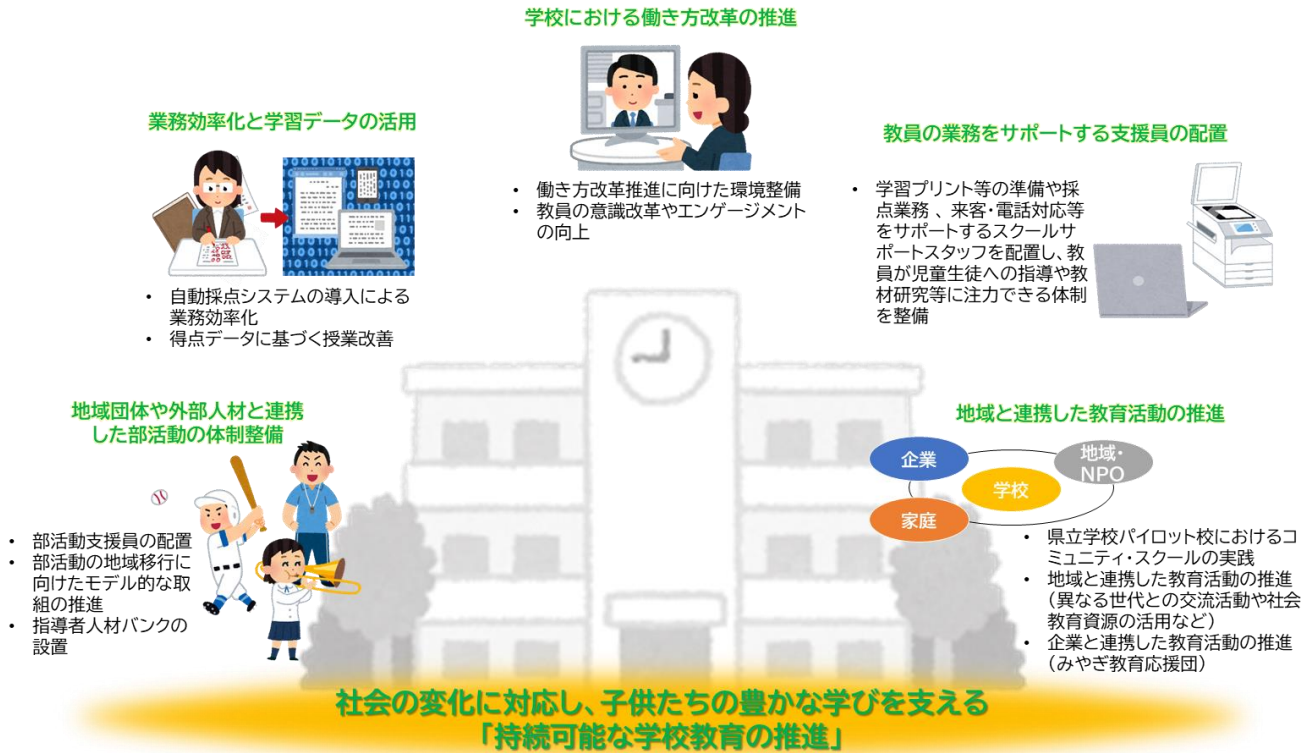 学校における働き方改革の推進
• 働き方改革推進に向けた環境整備
• 教員の意識改革やエンゲージメント
の向上
業務効率化と学習データの活用
• 自動採点システムの導入による
業務効率化
• 得点データに基づく授業改善
教員の業務をサポートする支援員の配置
• 学習プリント等の準備や採
点業務 、来客・電話対応等
をサポートするスクールサ
ポートスタッフを配置し、教
員が児童生徒への指導や教
材研究等に注力できる体制
を整備
地域団体や外部人材と連携
した部活動の体制整備
• 部活動支援員の配置
• 部活動の地域移行に
向けたモデル的な取
組の推進
• 指導者人材バンクの
設置
地域と連携した教育活動の推進
企業
地域・
NPO
学校
家庭
• 県立学校パイロット校におけるコ
ミュニティ・スクールの実践
• 地域と連携した教育活動の推進
（異なる世代との交流活動や社会
教育資源の活用など）
• 企業と連携した教育活動の推進
（みやぎ教育応援団）
社会の変化に対応し、子供たちの豊かな学びを支える
「持続可能な学校教育の推進」